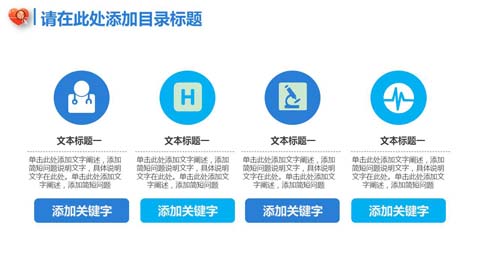 请在此处添加目录标题
H
文本标题一
单击此处添加文字阐述，添加
简短问题说明文字，具体说明
文字在此处。单击此处添加文
字阐述，添加简短问题
添加关键字
文本标题一
单击此处添加文字阐述，添加
简短问题说明文字，具体说明
文字在此处。单击此处添加文
字阐述，添加简短问题
添加关键字
文本标题一
单击此处添加文字阐述，添加
简短问题说明文字，具体说明
文字在此处。单击此处添加文
字阐述，添加简短问题
添加关键字
文本标题一
单击此处添加文字阐述，添加
简短问题说明文字，具体说明
文字在此处。单击此处添加文
字阐述，添加简短问题
添加关键字